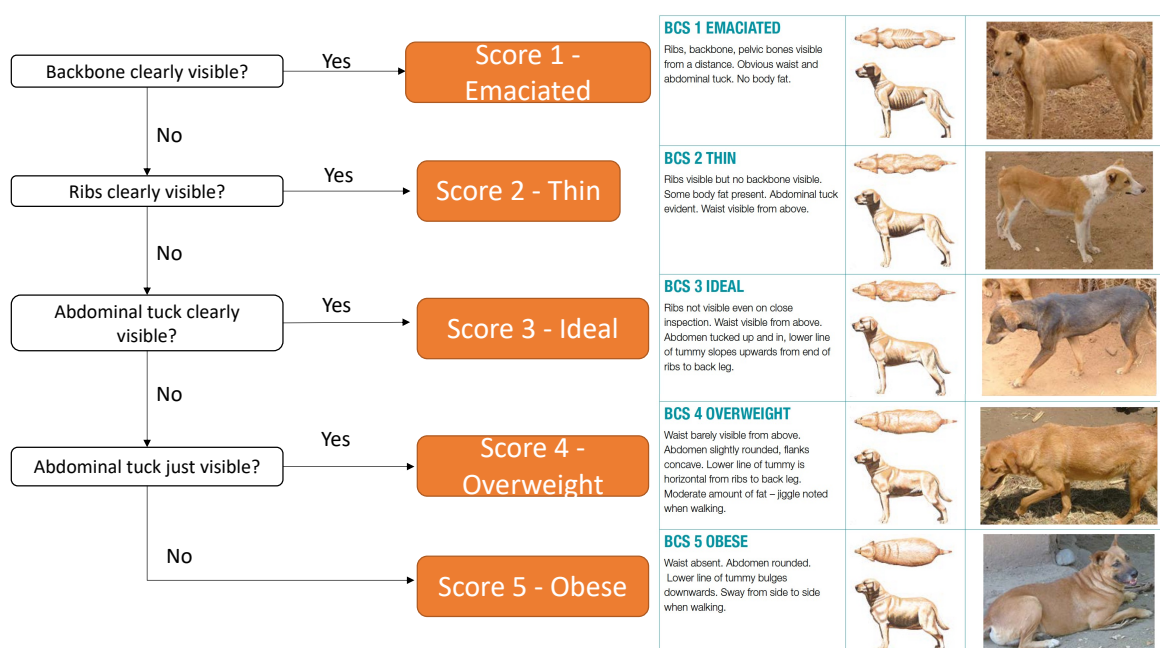 Backbone clearly visible?
Yes
Score 1 -
Emaciated
No
Ribs clearly visible?
Yes
Score 2 - Thin
No
Abdominal tuck clearly
visible?
Yes
Score 3 - Ideal
No
Abdominal tuck just visible?
Yes
Score 4 -
Overweight
No
Score 5 - Obese
BCS 1 EMACIATED
Ribs, backbone, pelvic bones visible
from a distance. Obvious waist and
abdominal tuck. No body fat.
BCS 2 THIN
Ribs visible but no backbone visible.
Some body fat present. Abdominal tuck
evident. Waist visible from above.
BCS 3 IDEAL
Ribs not visible even on close
inspection. Waist visible from above.
Abdomen tucked up and in, lower line
of tummy slopes upwards from end of
ribs to back leg.
BCS 4 OVERWEIGHT
Waist barely visible from above.
Abdomen slightly rounded, flanks
concave. Lower line of tummy is
horizontal from ribs to back leg.
Moderate amount of fat – jiggle noted
when walking.
BCS 5 OBESE
Waist absent. Abdomen rounded.
Lower line of tummy bulges
downwards. Sway from side to side
when walking.